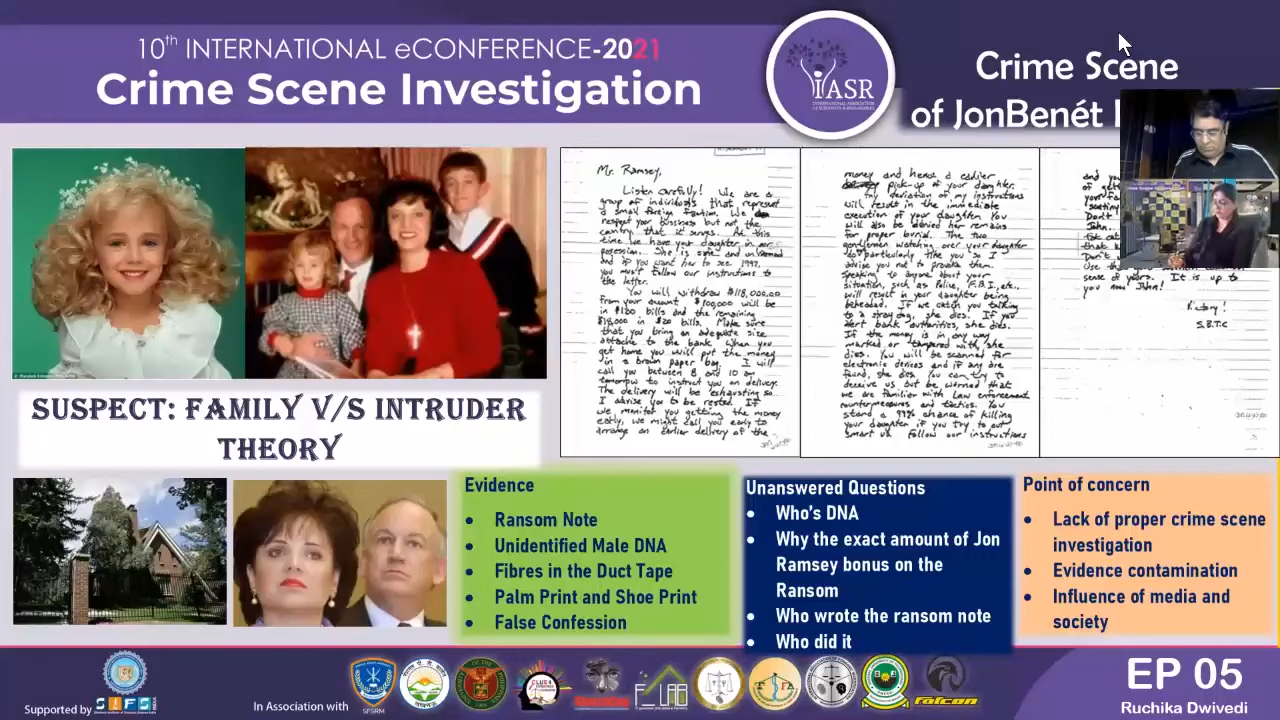 10th INTERNATIONAL eCONFERENCE-2021
Crime Scene Investigation
IASR
Crime Scene
of JonBenét
Mr. Ramsey,
Listen carefully! We are a
group of individuals that represent
a small foreign faction. We
respect your business but not the
country that it serves. At this
time we have your daughter in our
posession. She is safe and unharmed
and if you want her to see 1997,
you must follow our instructions to
the letter.
You will withdraw $118,000.00
from your account. $100,000 will be
in $100 bills and the remaining
$18,000 in $20 bills. Make sure
that you bring an adequate size
attache to the bank. When you
get home you will put the money
in a brown paper bag. I will
call you between 8 and 10 am
tomorrow to instruct you on delivery.
The delivery will be exhausting so
I advise you to be rested. If
we monitor you getting the money
early, we might call you early to
arrange an earlier delivery of the
money and hence a earlier
pick-up of your daughter.
Any deviation of my instructions
will result in the immediate
execution of your daughter. You
will also be denied her remains
for proper burial. The two
gentlemen watching over your daughter
do particularly like you so I
advise you not to provoke them.
Speaking to anyone about your
situation, such as Police, F.B.I., etc.,
will result in your daughter being
beheaded. If we catch you talking
to a stray dog, she dies. If you
alert bank authorities, she dies.
If the money is in any way
marked or tampered with, she
dies. You will be scanned for
electronic devices and if any are
found, she dies. You can try to
deceive us but be warned that
we are familiar with Law enforcement
countermeasures and tactics. You
stand a 99% chance of killing
your daughter if you try to out
smart us. Follow our instructions
and
sense of yours. It is up to
you now John!
Victory!
S.B.T.C
SUSPECT: FAMILY V/S INTRUDER
THEORY
Evidence
• Ransom Note
• Unidentified Male DNA
• Fibres in the Duct Tape
• Palm Print and Shoe Print
• False Confession
Unanswered Questions
• Who's DNA
• Why the exact amount of Jon
Ramsey bonus on the
Ransom
• Who wrote the ransom note
• Who did it
Point of concern
• Lack of proper crime scene
investigation
• Evidence contamination
• Influence of media and
society
Supported by
SIFS
In Association with
SFSRM
LAB
falcon
EP 05
Ruchika Dwivedi